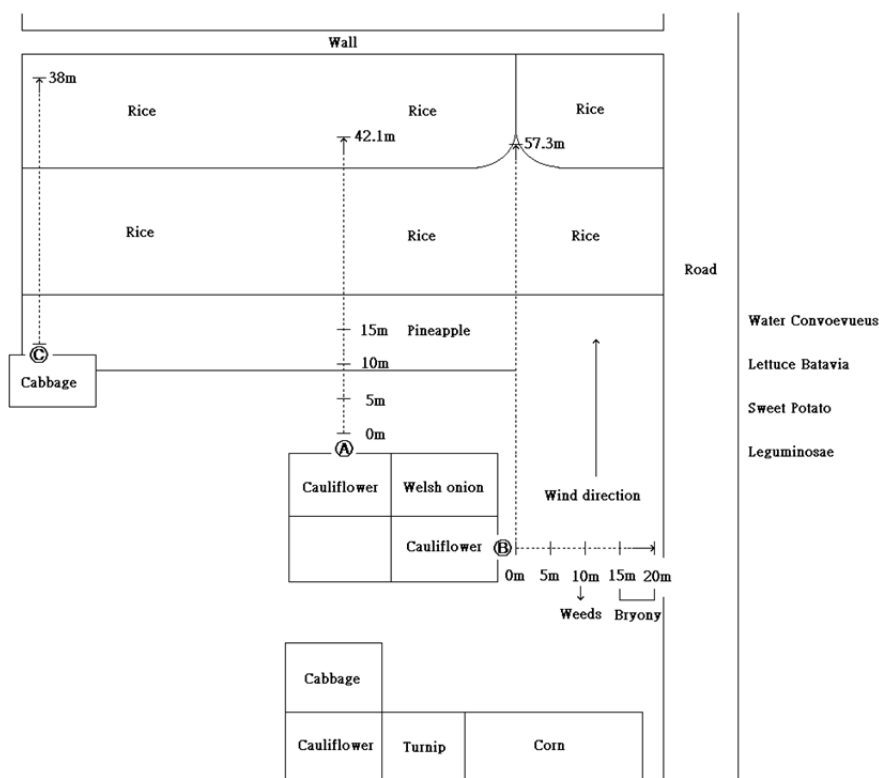 Wall
38m
Rice
Rice
Rice
42.1m
57.3m
Rice
Rice
Rice
Road
15m
Pineapple
Water Convoevueus
Ⓒ
10m
Lettuce Batavia
Cabbage
5m
Sweet Potato
0m
Ⓐ
Leguminosae
Cauliflower
Welsh onion
Wind direction
Cauliflower
Ⓑ
0m
5m
10m
15m
20m
Weeds
Bryony
Cabbage
Cauliflower
Turnip
Corn